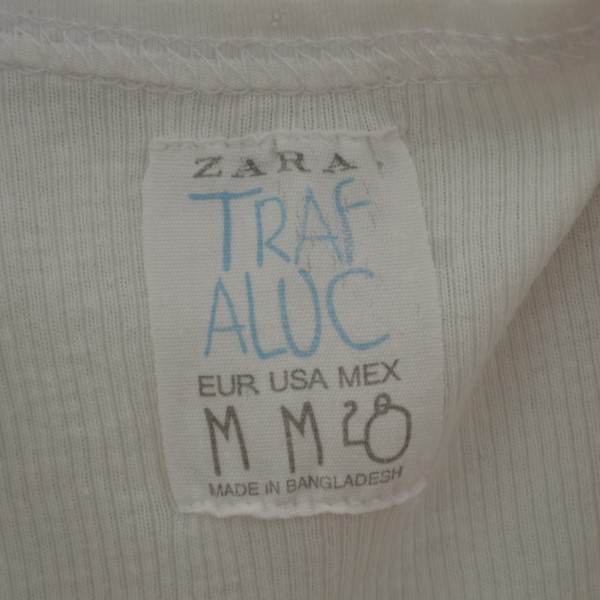 ZARA
TRAF
ALUC
EUR USA MEX
M M 28
MADE IN BANGLADESH